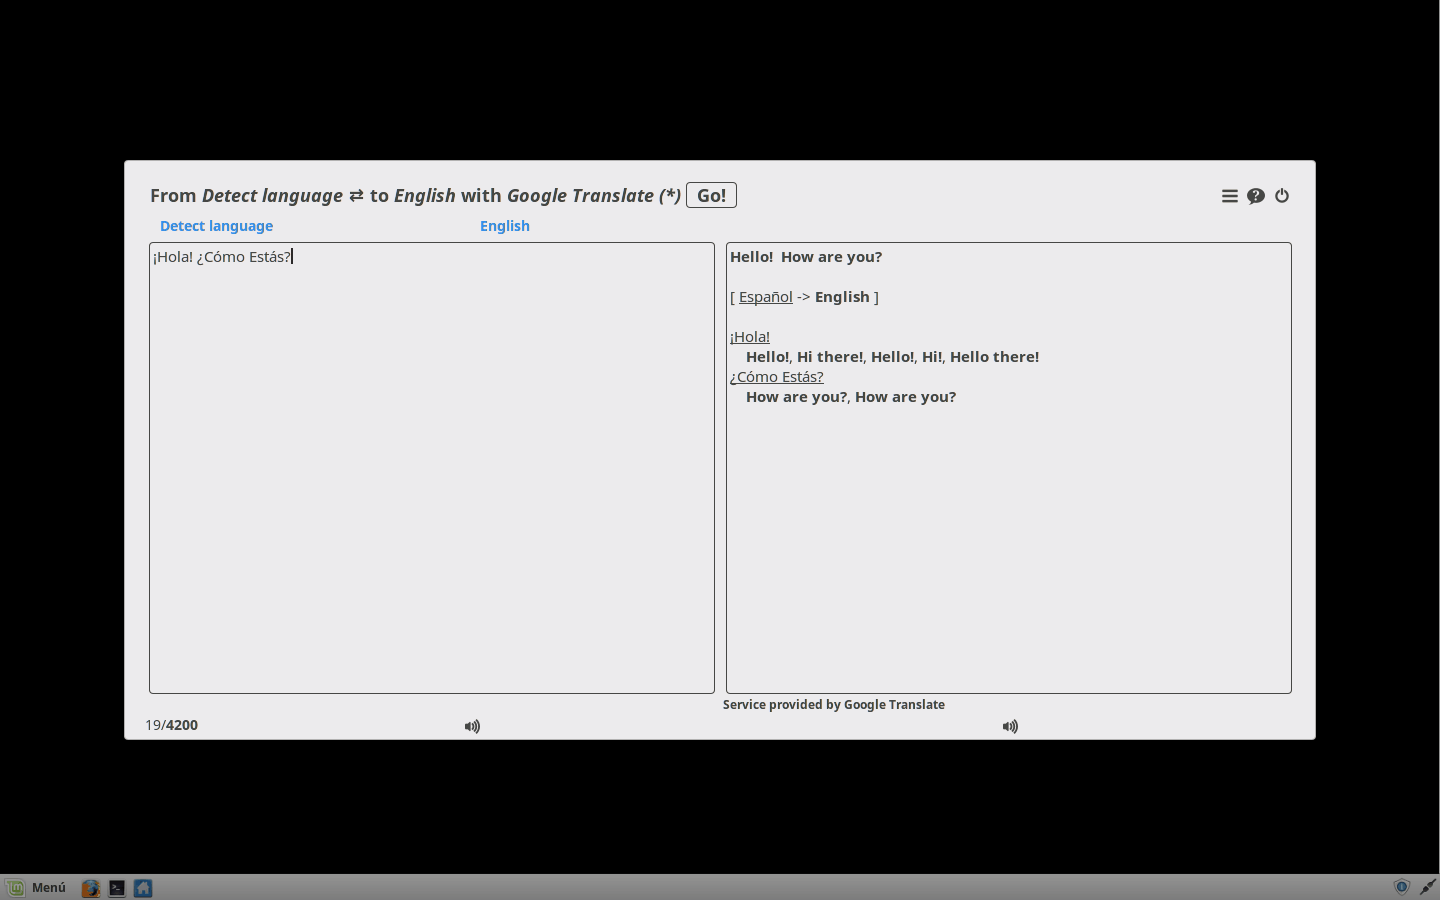 From Detect language ⇄ to English with Google Translate (*) Go!
Detect language English
¡Hola! ¿Cómo Estás?
Hello!  How are you?
[ Español -> English ]
¡Hola!
Hello!, Hi there!, Hello!, Hi!, Hello there!
¿Cómo Estás?
How are you?, How are you?
Service provided by Google Translate
19/4200
Menú